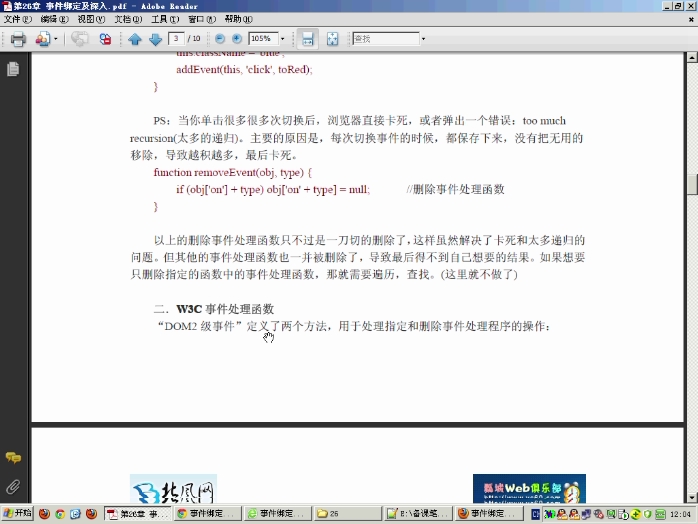 第26章 事件绑定及深入.pdf - Adobe Reader
文件(F) 编辑(E) 视图(V) 文档(D) 工具(T) 窗口(W) 帮助(H)
3 / 10 105% 查找
this.className = 'blue';
addEvent(this, 'click', toRed);
}
PS：当你单击很多很多次切换后，浏览器直接卡死，或者弹出一个错误：too much
recursion(太多的递归)。主要的原因是，每次切换事件的时候，都保存下来，没有把无用的
移除，导致越积越多，最后卡死。
function removeEvent(obj, type) {
if (obj['on'] + type) obj['on' + type] = null; //删除事件处理函数
}
以上的删除事件处理函数只不过是一刀切的删除了，这样虽然解决了卡死和太多递归的
问题。但其他的事件处理函数也一并被删除了，导致最后得不到自己想要的结果。如果想要
只删除指定的函数中的事件处理函数，那就需要遍历，查找。(这里就不做了)
二．W3C 事件处理函数
“DOM2 级事件”定义了两个方法，用于处理指定和删除事件处理程序的操作：
北风网
瓢城Web俱乐部
开始 第26章 事... 事件绑定... 事件绑定... 26 E:\备课笔... 事件绑定... 12:04